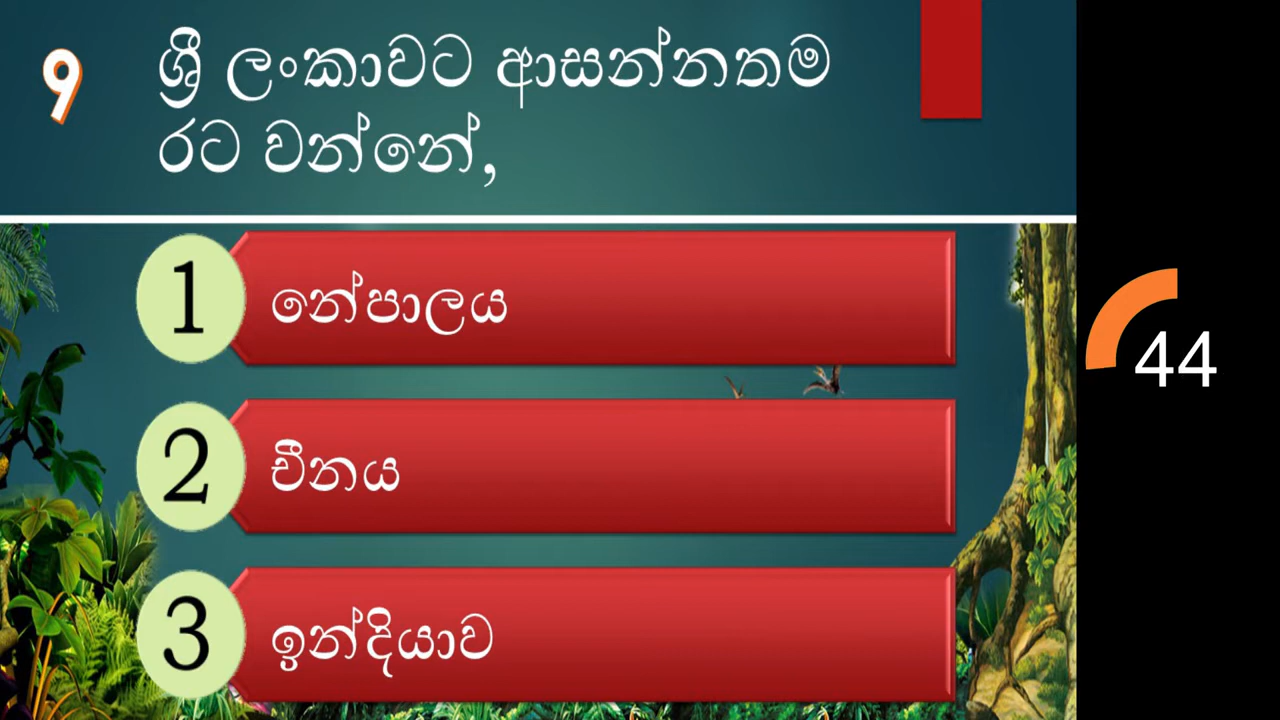 9
ශ්‍රී ලංකාවට ආසන්නතම
රට වන්නේ,
1 නේපාලය
44
2 චීනය
3 ඉන්දියාව